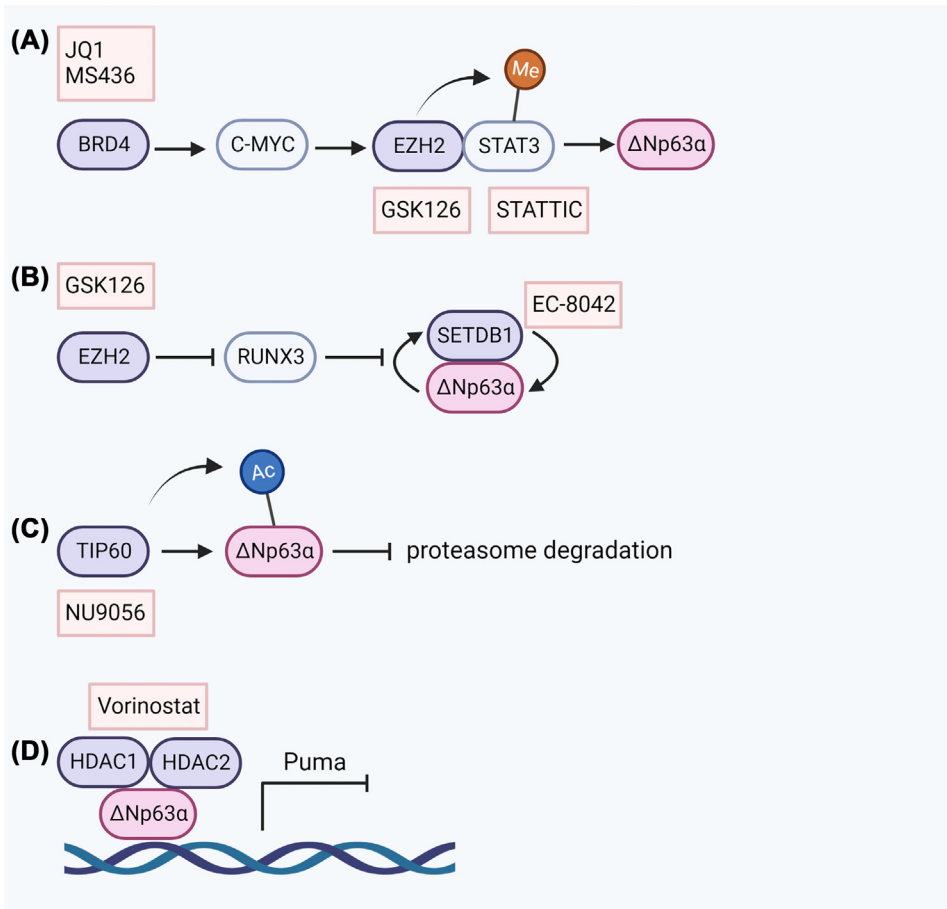 (A)
JQ1
MS436
Me
BRD4
C-MYC
EZH2
STAT3
ΔNp63α
GSK126
STATTIC
(B)
GSK126
EC-8042
SETDB1
EZH2
RUNX3
ΔNp63α
Ac
(C)
TIP60
ΔNp63α
proteasome degradation
NU9056
Vorinostat
(D)
HDAC1
HDAC2
Puma
ΔNp63α